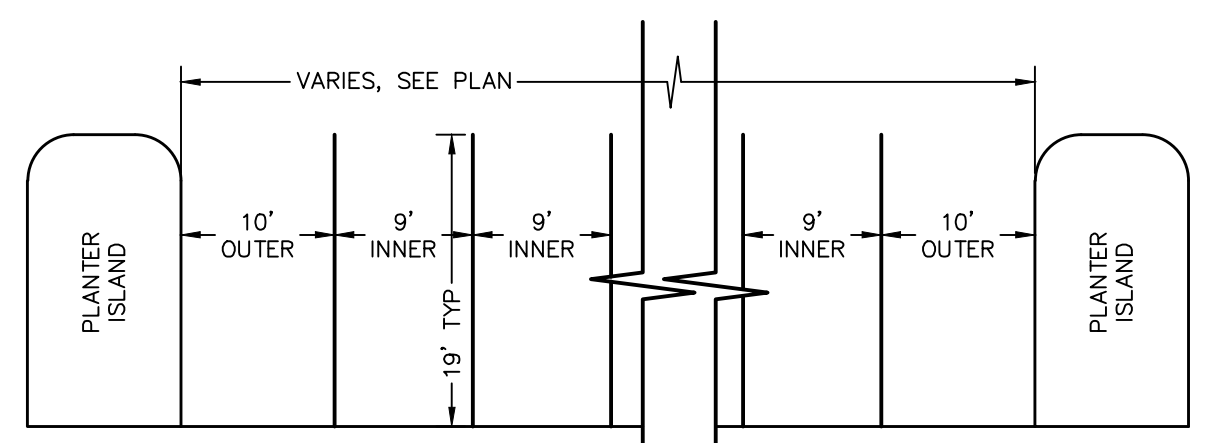 VARIES, SEE PLAN
10'
OUTER
9'
INNER
9'
INNER
9'
INNER
10'
OUTER
PLANTER
ISLAND
19' TYP
PLANTER
ISLAND